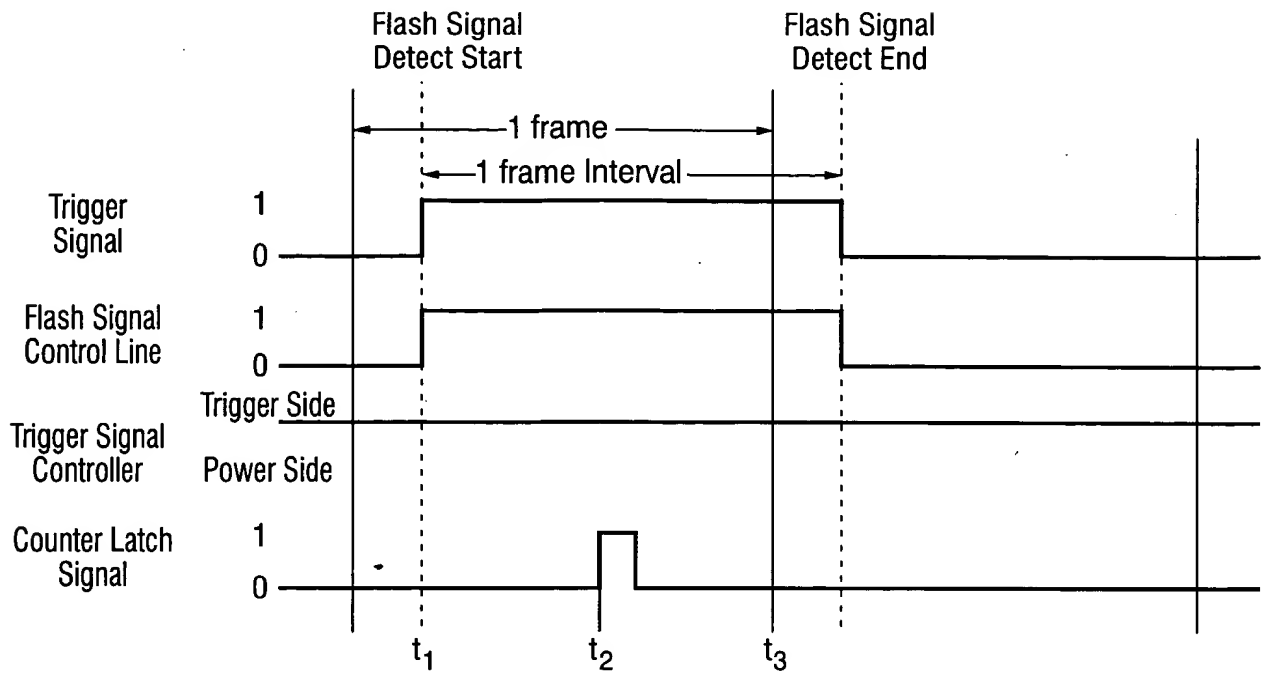 Flash Signal
Detect Start
Flash Signal
Detect End
1 frame
1 frame Interval
Trigger
Signal
1
0
Flash Signal
Control Line
1
0
Trigger Signal
Controller
Trigger Side
Power Side
Counter Latch
Signal
1
0
t1
t2
t3